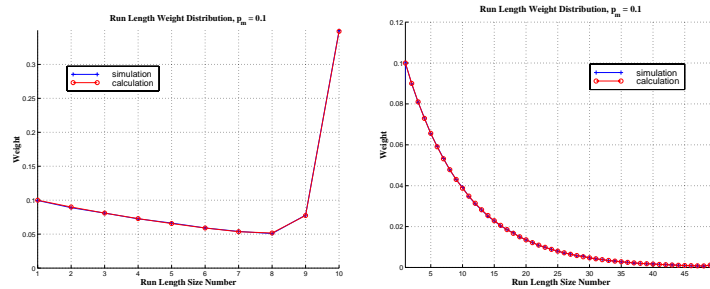 Run Length Weight Distribution, p_m = 0.1
0.35
0.3
0.25
0.2
0.15
0.1
0.05
0
Weight
simulation
calculation
1 2 3 4 5 6 7 8 9 10
Run Length Size Number
Run Length Weight Distribution, p_m = 0.1
0.12
0.1
0.08
0.06
0.04
0.02
0
Weight
simulation
calculation
5 10 15 20 25 30 35 40 45
Run Length Size Number